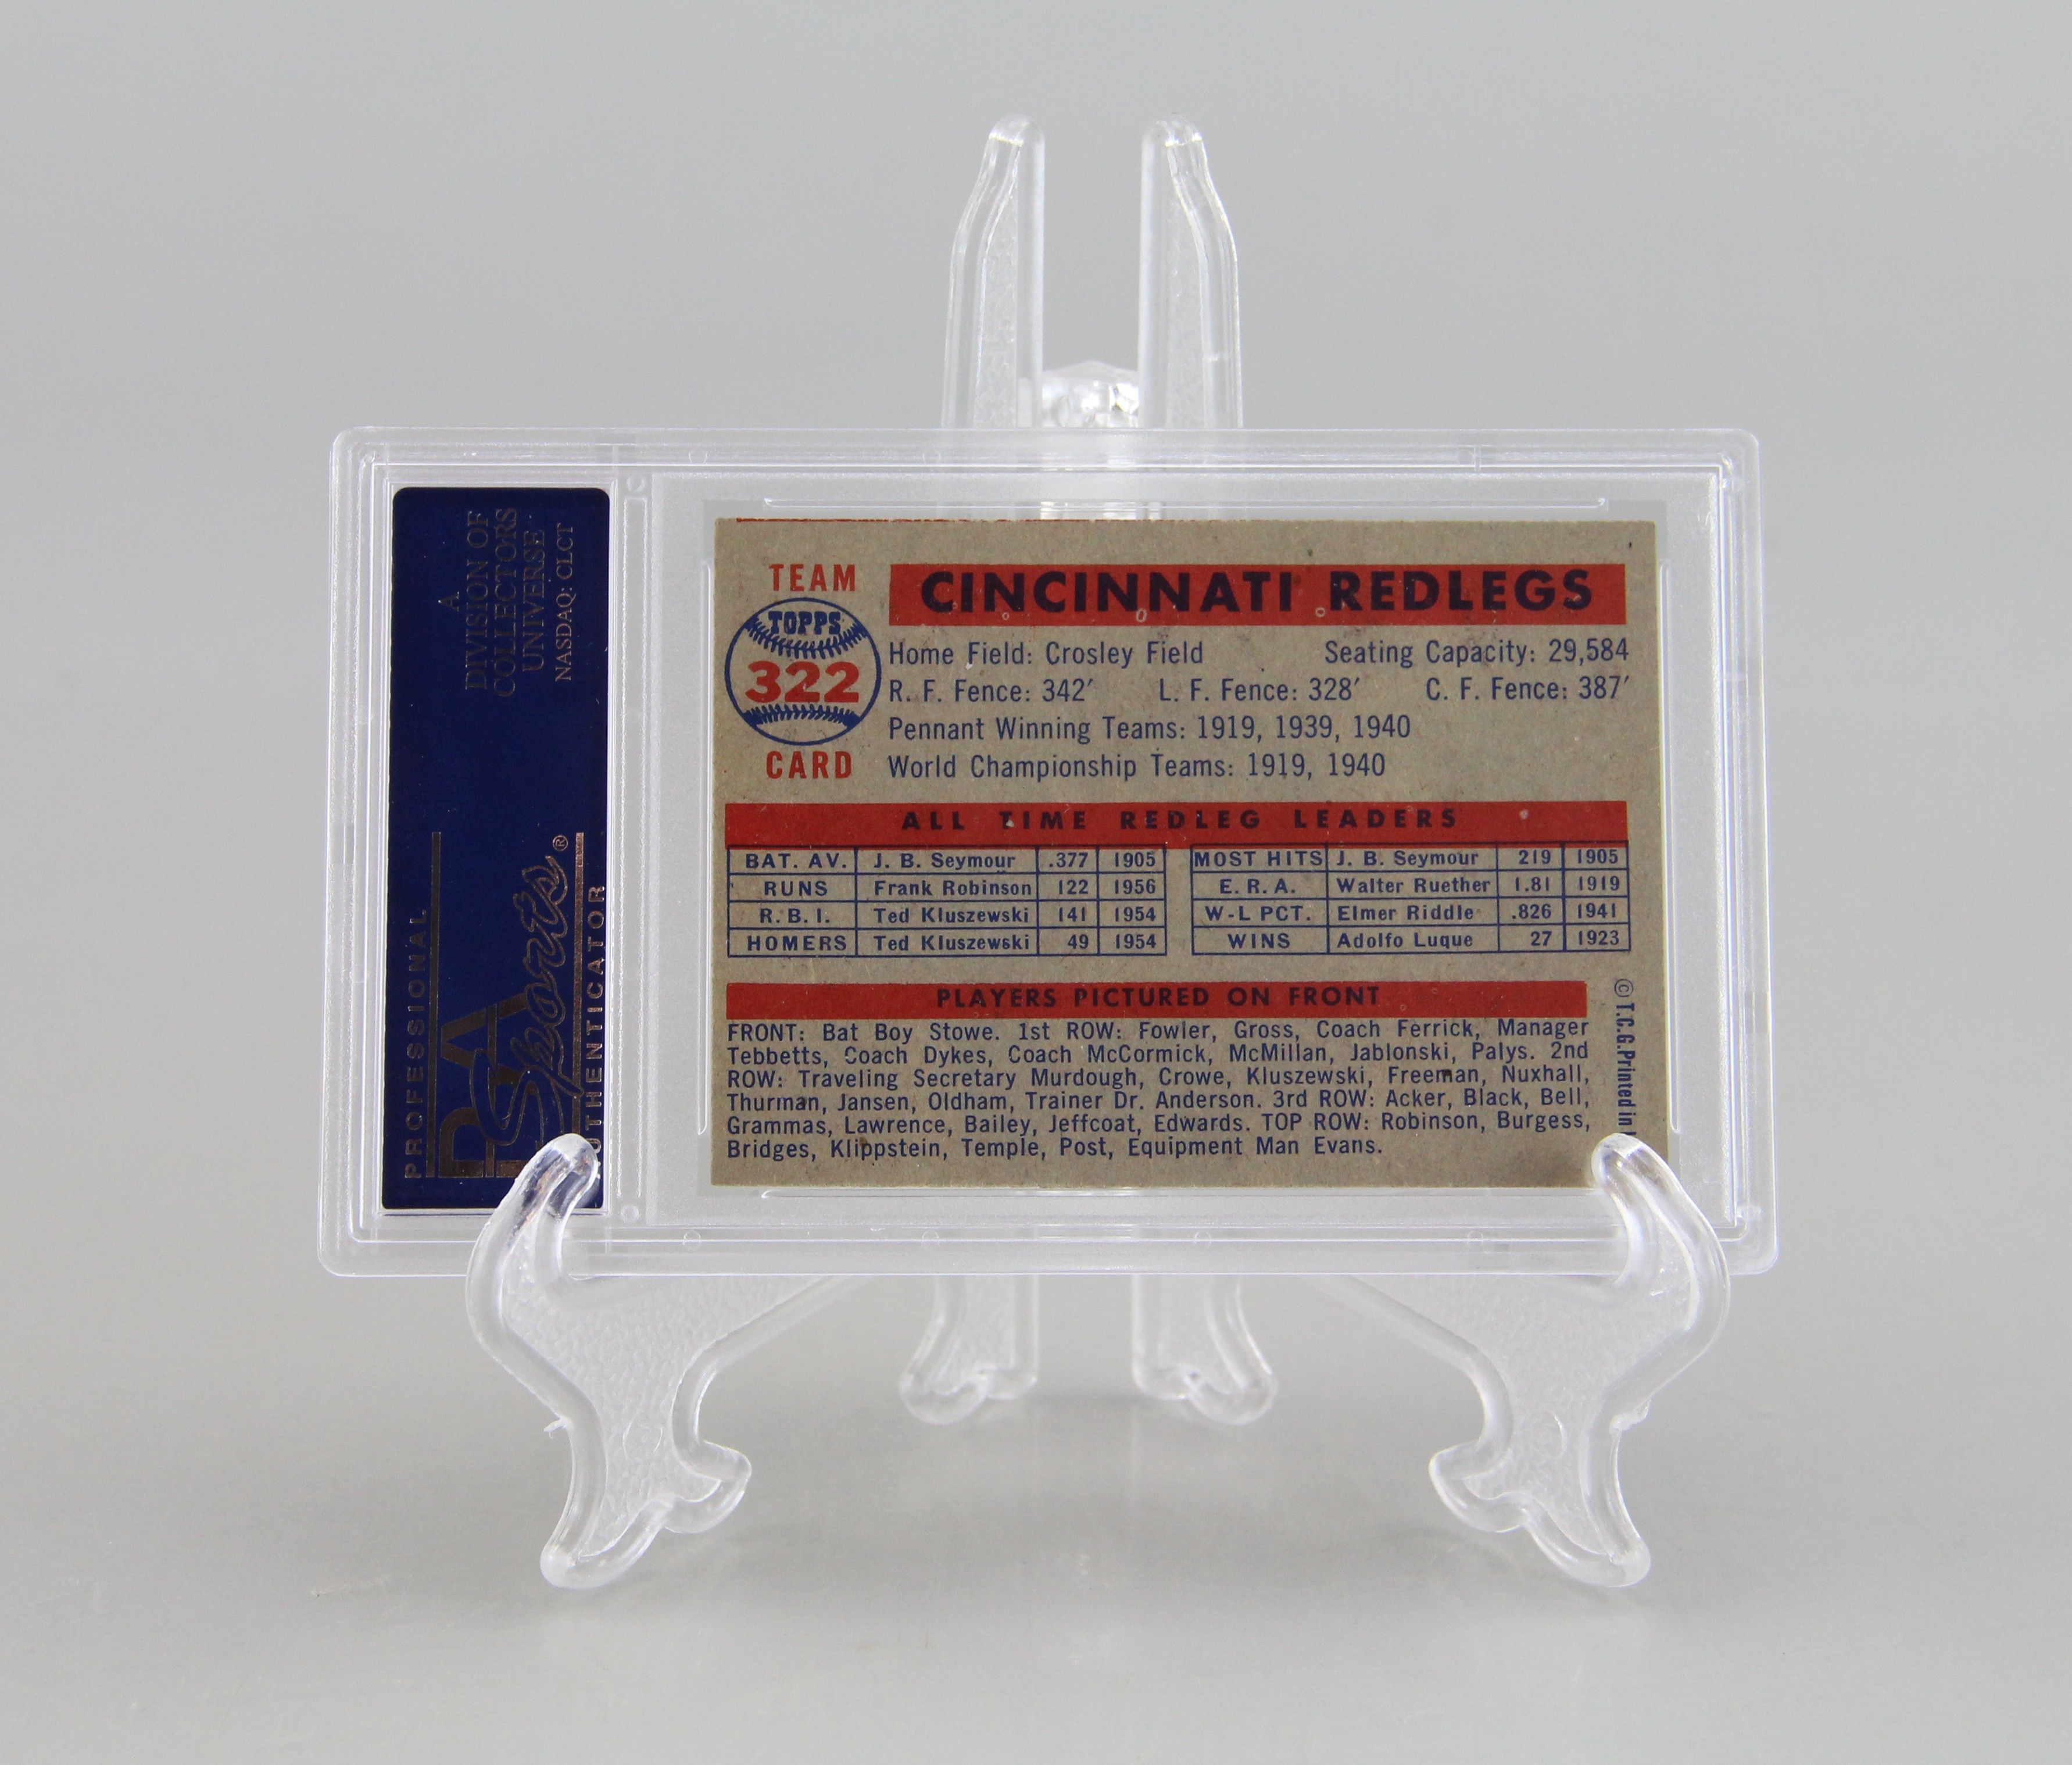 A
DIVISION OF
COLLECTORS
UNIVERSE
NASDAQ: CLCT
PROFESSIONAL
PSA
Sports®
AUTHENTICATOR
TEAM
TOPPS
322
CARD
CINCINNATI REDLEGS
Home Field: Crosley Field Seating Capacity: 29,584
R. F. Fence: 342′ L. F. Fence: 328′ C. F. Fence: 387′
Pennant Winning Teams: 1919, 1939, 1940
World Championship Teams: 1919, 1940
ALL TIME REDLEG LEADERS
BAT. AV. J. B. Seymour .377 1905 MOST HITS J. B. Seymour 219 1905
RUNS Frank Robinson 122 1956 E. R. A. Walter Ruether 1.81 1919
R. B. I. Ted Kluszewski 141 1954 W-L PCT. Elmer Riddle .826 1941
HOMERS Ted Kluszewski 49 1954 WINS Adolfo Luque 27 1923
PLAYERS PICTURED ON FRONT
FRONT: Bat Boy Stowe. 1st ROW: Fowler, Gross, Coach Ferrick, Manager
Tebbetts, Coach Dykes, Coach McCormick, McMillan, Jablonski, Palys. 2nd
ROW: Traveling Secretary Murdough, Crowe, Kluszewski, Freeman, Nuxhall,
Thurman, Jansen, Oldham, Trainer Dr. Anderson. 3rd ROW: Acker, Black, Bell,
Grammas, Lawrence, Bailey, Jeffcoat, Edwards. TOP ROW: Robinson, Burgess,
Bridges, Klippstein, Temple, Post, Equipment Man Evans.
© T.C.G. Printed in